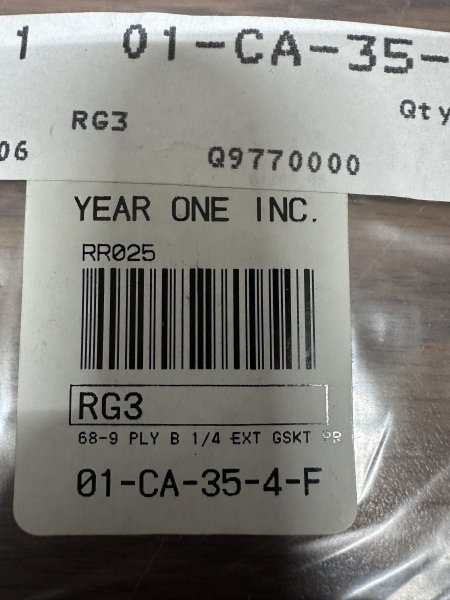 1 01-CA-35-
RG3 Qty
06 Q9770000
YEAR ONE INC.
RR025
RG3
68-9 PLY B 1/4 EXT GSKT PR
01-CA-35-4-F